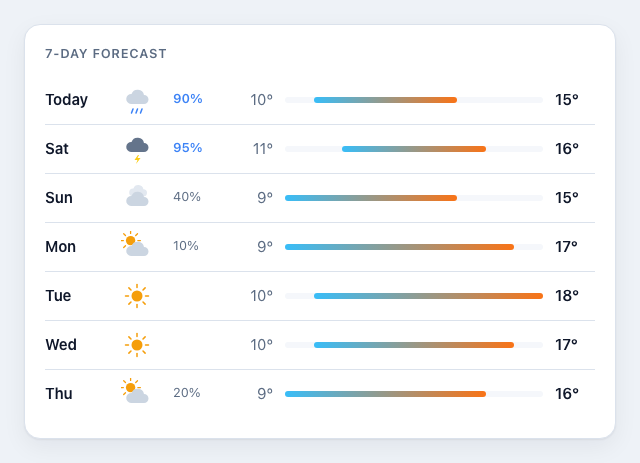 7-DAY FORECAST
Today 90% 10° 15°
Sat 95% 11° 16°
Sun 40% 9° 15°
Mon 10% 9° 17°
Tue 10° 18°
Wed 10° 17°
Thu 20% 9° 16°